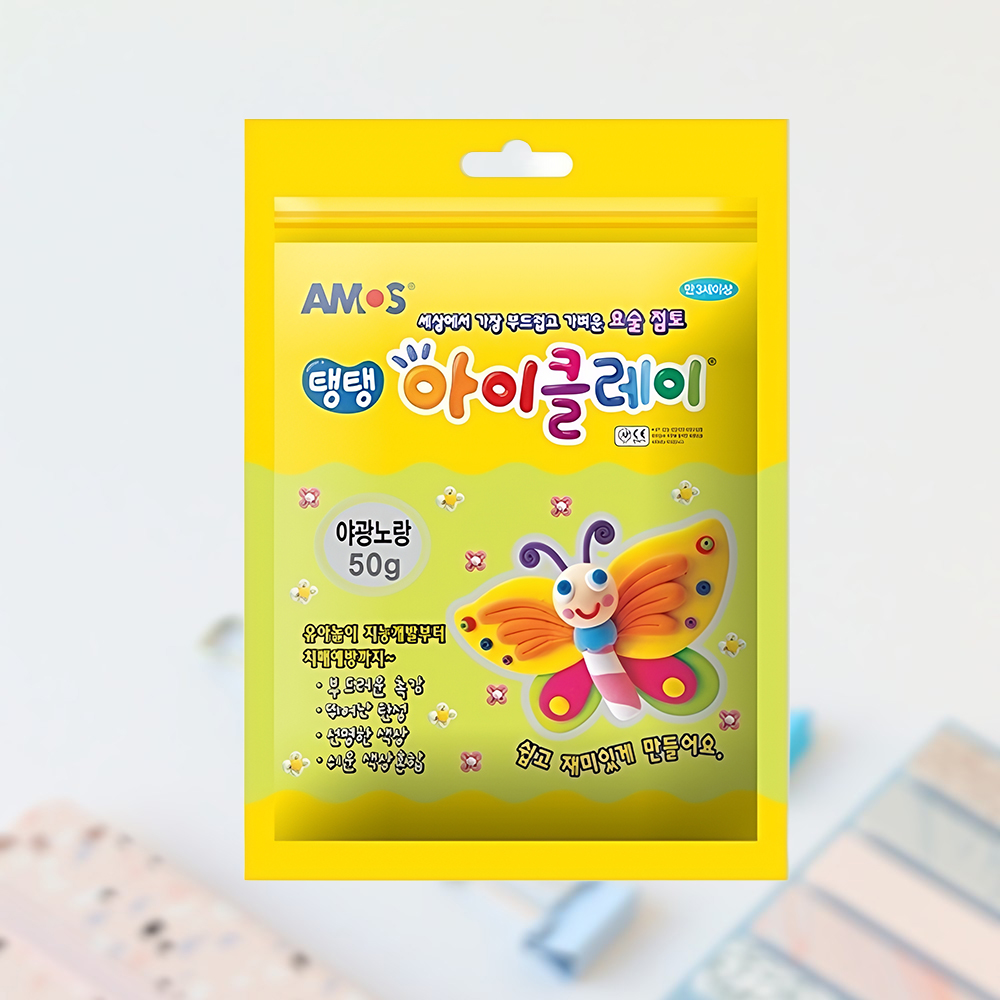 AMOS®
만3세이상
세상에서 가장 부드럽고 가벼운 요술 점토
탱탱 아이클레이®
CE
야광노랑
50g
유아놀이 지능개발부터
치매예방까지~
· 부드러운 촉감
· 뛰어난 탄성
· 선명한 색상
· 쉬운 색상혼합
쉽고 재미있게 만들어요.